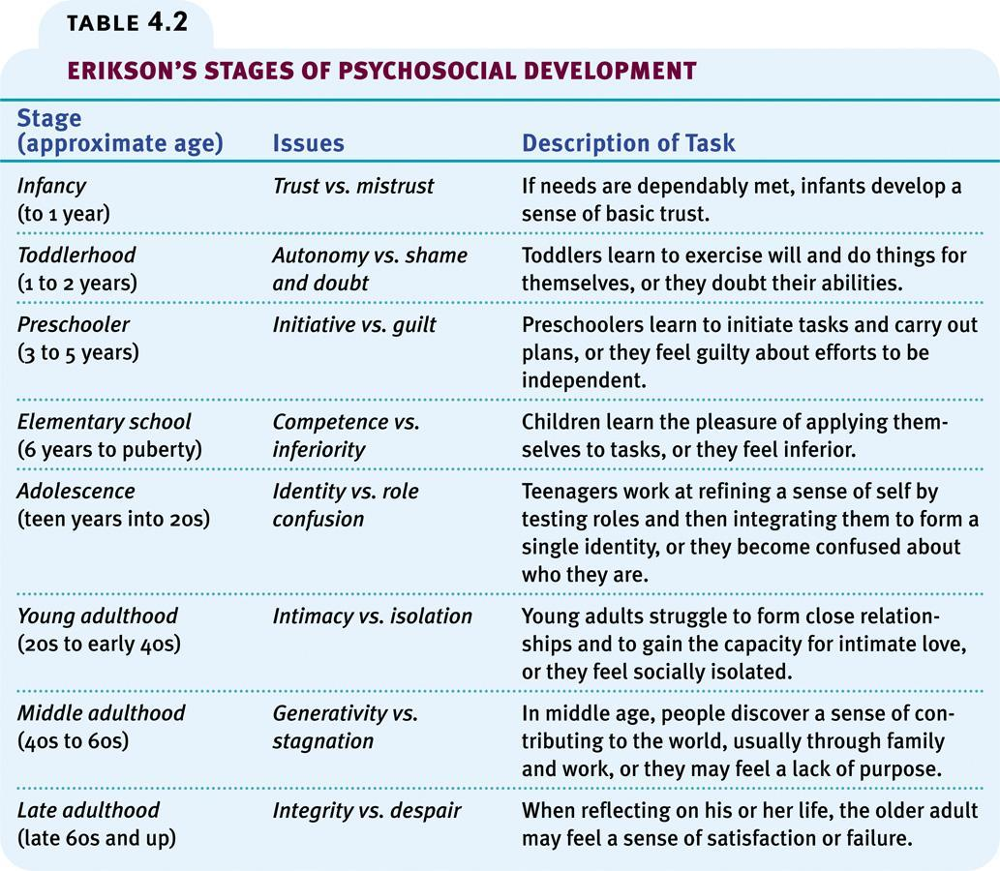 TABLE 4.2
ERIKSON'S STAGES OF PSYCHOSOCIAL DEVELOPMENT
Stage
(approximate age)
Issues
Description of Task
Infancy
(to 1 year)
Trust vs. mistrust
If needs are dependably met, infants develop a
sense of basic trust.
Toddlerhood
(1 to 2 years)
Autonomy vs. shame
and doubt
Toddlers learn to exercise will and do things for
themselves, or they doubt their abilities.
Preschooler
(3 to 5 years)
Initiative vs. guilt
Preschoolers learn to initiate tasks and carry out
plans, or they feel guilty about efforts to be
independent.
Elementary school
(6 years to puberty)
Competence vs.
inferiority
Children learn the pleasure of applying them-
selves to tasks, or they feel inferior.
Adolescence
(teen years into 20s)
Identity vs. role
confusion
Teenagers work at refining a sense of self by
testing roles and then integrating them to form a
single identity, or they become confused about
who they are.
Young adulthood
(20s to early 40s)
Intimacy vs. isolation
Young adults struggle to form close relation-
ships and to gain the capacity for intimate love,
or they feel socially isolated.
Middle adulthood
(40s to 60s)
Generativity vs.
stagnation
In middle age, people discover a sense of con-
tributing to the world, usually through family
and work, or they may feel a lack of purpose.
Late adulthood
(late 60s and up)
Integrity vs. despair
When reflecting on his or her life, the older adult
may feel a sense of satisfaction or failure.